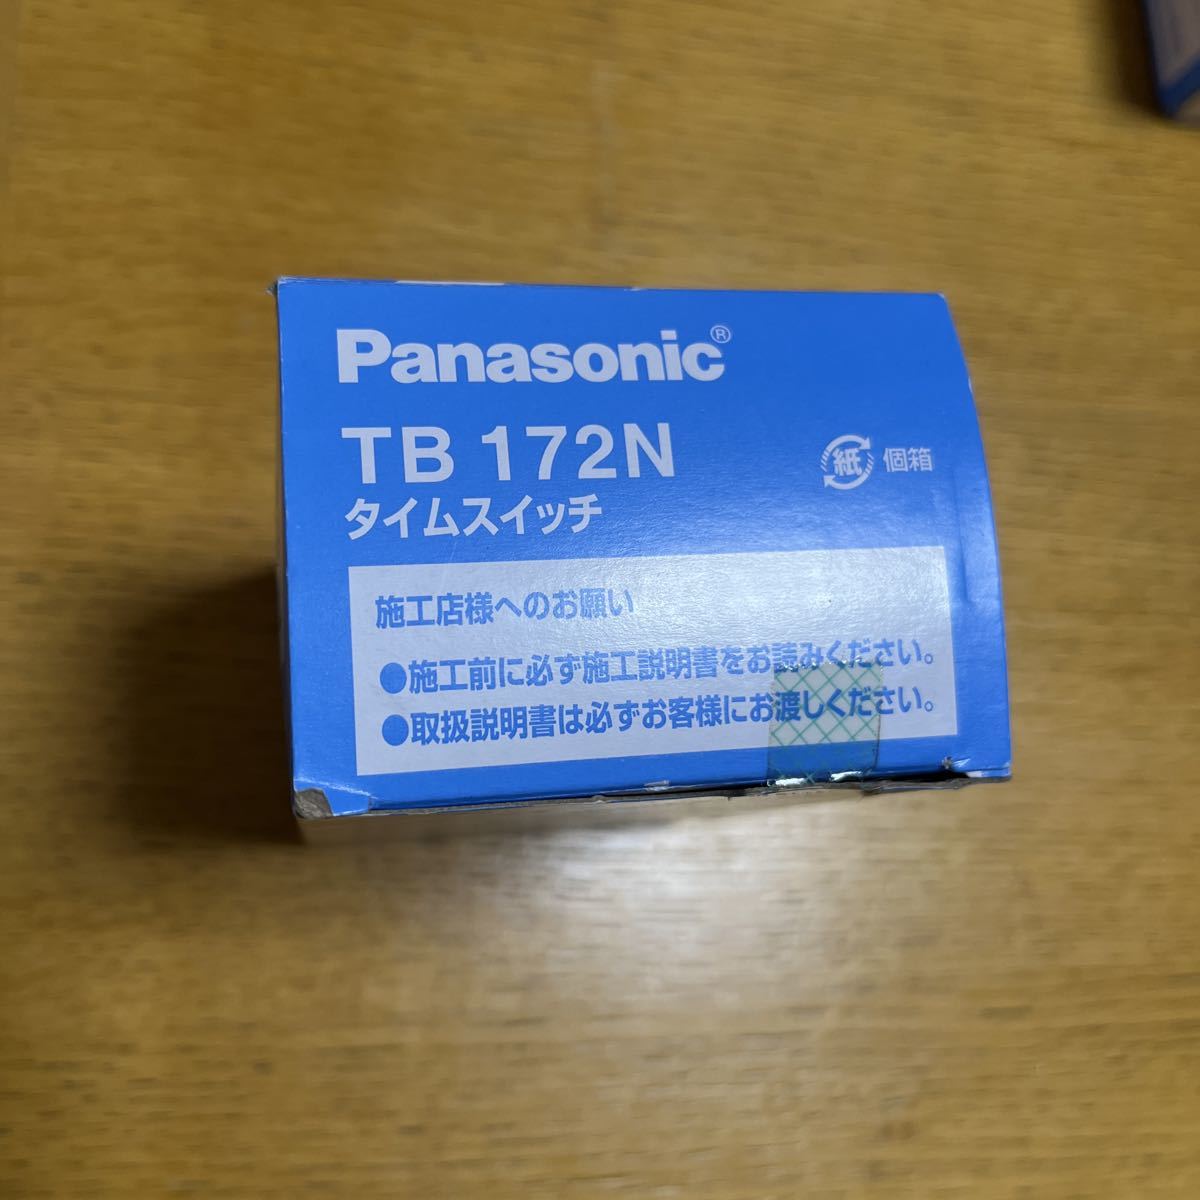 Panasonic®
TB 172N
タイムスイッチ
紙 個箱
施工店様へのお願い
●施工前に必ず施工説明書をお読みください。
●取扱説明書は必ずお客様にお渡しください。